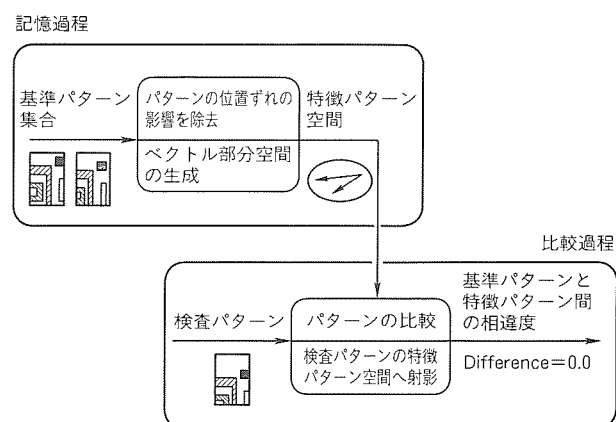 記憶過程
基準パターン
集合
パターンの位置ずれの
影響を除去
ベクトル部分空間
の生成
特徴パターン
空間
比較過程
検査パターン
パターンの比較
検査パターンの特徴
パターン空間へ射影
基準パターンと
特徴パターン間
の相違度
Difference=0.0